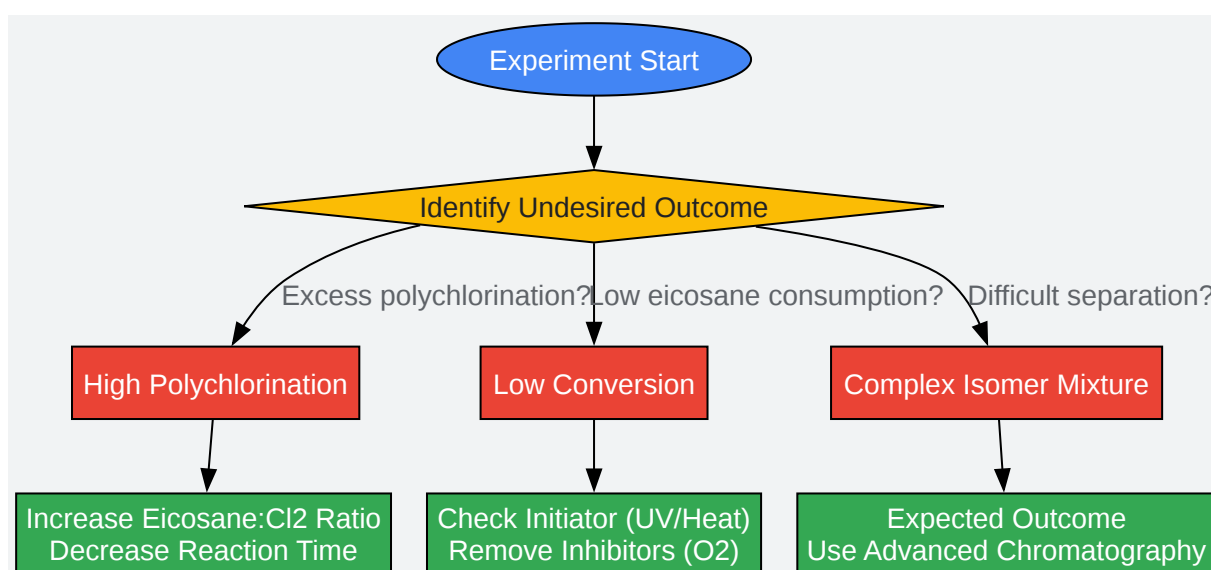 Experiment Start
Identify Undesired Outcome
Excess polychlorination?
Low eicosane consumption?
Difficult separation?
High Polychlorination
Low Conversion
Complex Isomer Mixture
Increase Eicosane:Cl2 Ratio
Decrease Reaction Time
Check Initiator (UV/Heat)
Remove Inhibitors (O2)
Expected Outcome
Use Advanced Chromatography